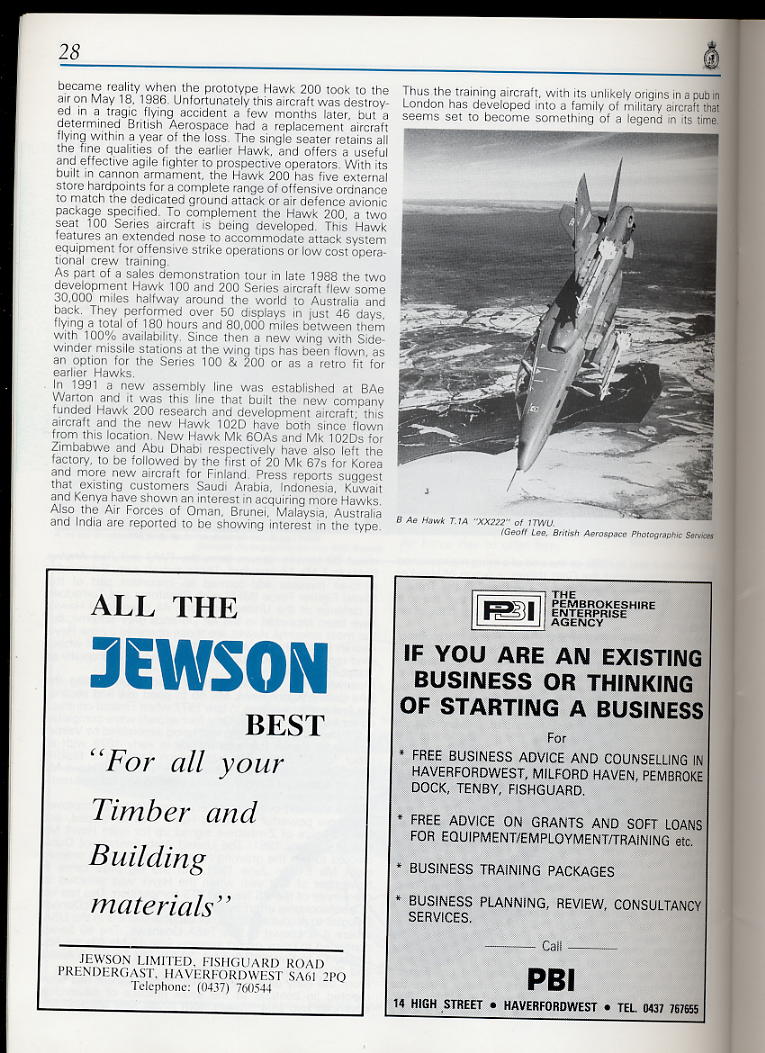 28
became reality when the prototype Hawk 200 took to the
air on May 18, 1986. Unfortunately this aircraft was destroy-
ed in a tragic flying accident a few months later, but a
determined British Aerospace had a replacement aircraft
flying within a year of the loss. The single seater retains all
the fine qualities of the earlier Hawk, and offers a useful
and effective agile fighter to prospective operators. With its
built in cannon armament, the Hawk 200 has five external
store hardpoints for a complete range of offensive ordnance
to match the dedicated ground attack or air defence avionic
package specified. To complement the Hawk 200, a two
seat 100 Series aircraft is being developed. This Hawk
features an extended nose to accommodate attack system
equipment for offensive strike operations or low cost opera-
tional crew training.
As part of a sales demonstration tour in late 1988 the two
development Hawk 100 and 200 Series aircraft flew some
30,000 miles halfway around the world to Australia and
back. They performed over 50 displays in just 46 days,
flying a total of 180 hours and 80,000 miles between them
with 100% availability. Since then a new wing with Side-
winder missile stations at the wing tips has been flown, as
an option for the Series 100 & 200 or as a retro fit for
earlier Hawks.
In 1991 a new assembly line was established at BAe
Warton and it was this line that built the new company
funded Hawk 200 research and development aircraft; this
aircraft and the new Hawk 102D have both since flown
from this location. New Hawk Mk 6OAs and Mk 102Ds for
Zimbabwe and Abu Dhabi respectively have also left the
factory, to be followed by the first of 20 Mk 67s for Korea
and more new aircraft for Finland. Press reports suggest
that existing customers Saudi Arabia, Indonesia, Kuwait
and Kenya have shown an interest in acquiring more Hawks.
Also the Air Forces of Oman, Brunei, Malaysia, Australia
and India are reported to be showing interest in the type.
Thus the training aircraft, with its unlikely origins in a pub in
London has developed into a family of military aircraft that
seems set to become something of a legend in its time.
B Ae Hawk T.1A "XX222" of 1TWU.
(Geoff Lee, British Aerospace Photographic Services
ALL THE
JEWSON
BEST
"For all your
Timber and
Building
materials"
JEWSON LIMITED, FISHGUARD ROAD
PRENDERGAST, HAVERFORDWEST SA61 2PQ
Telephone: (0437) 760544
PBI
THE
PEMBROKESHIRE
ENTERPRISE
AGENCY
IF YOU ARE AN EXISTING
BUSINESS OR THINKING
OF STARTING A BUSINESS
For
* FREE BUSINESS ADVICE AND COUNSELLING IN
HAVERFORDWEST, MILFORD HAVEN, PEMBROKE
DOCK, TENBY, FISHGUARD.
* FREE ADVICE ON GRANTS AND SOFT LOANS
FOR EQUIPMENT/EMPLOYMENT/TRAINING etc.
* BUSINESS TRAINING PACKAGES
* BUSINESS PLANNING, REVIEW, CONSULTANCY
SERVICES.
Call
PBI
14 HIGH STREET • HAVERFORDWEST • TEL. 0437 767655